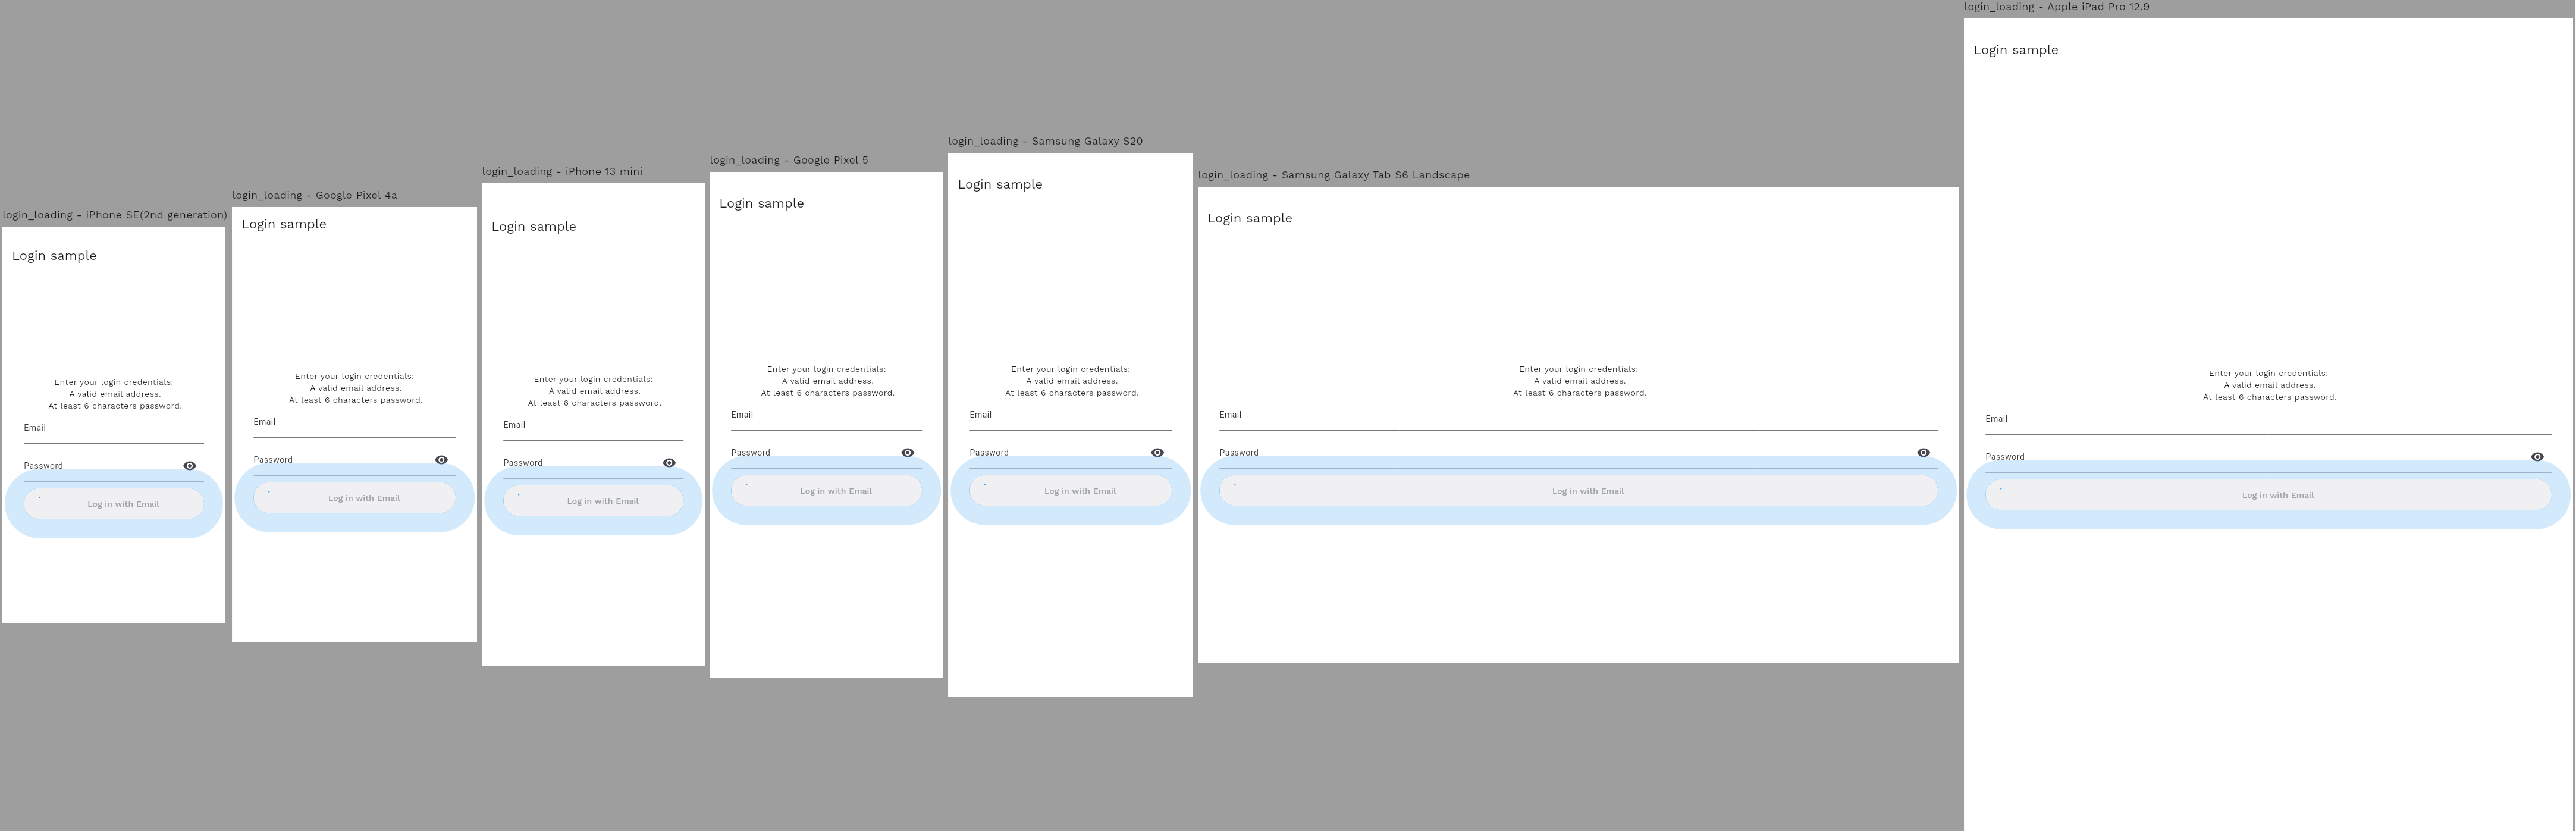 login_loading - iPhone SE(2nd generation)
Login sample
Enter your login credentials:
A valid email address.
At least 6 characters password.
Email
Password
Log in with Email
login_loading - Google Pixel 4a
Login sample
Enter your login credentials:
A valid email address.
At least 6 characters password.
Email
Password
Log in with Email
login_loading - iPhone 13 mini
Login sample
Enter your login credentials:
A valid email address.
At least 6 characters password.
Email
Password
Log in with Email
login_loading - Google Pixel 5
Login sample
Enter your login credentials:
A valid email address.
At least 6 characters password.
Email
Password
Log in with Email
login_loading - Samsung Galaxy S20
Login sample
Enter your login credentials:
A valid email address.
At least 6 characters password.
Email
Password
Log in with Email
login_loading - Samsung Galaxy Tab S6 Landscape
Login sample
Enter your login credentials:
A valid email address.
At least 6 characters password.
Email
Password
Log in with Email
login_loading - Apple iPad Pro 12.9
Login sample
Enter your login credentials:
A valid email address.
At least 6 characters password.
Email
Password
Log in with Email